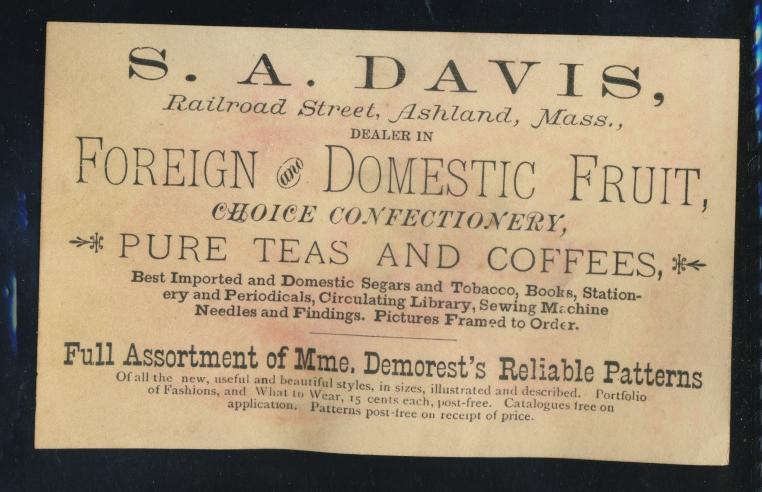 S. A. DAVIS,
Railroad Street, Ashland, Mass.,
DEALER IN
FOREIGN AND DOMESTIC FRUIT,
CHOICE CONFECTIONERY,
PURE TEAS AND COFFEES,
Best Imported and Domestic Segars and Tobacco, Books, Station-
ery and Periodicals, Circulating Library, Sewing Machine
Needles and Findings. Pictures Framed to Order.
Full Assortment of Mme. Demorest's Reliable Patterns
Of all the new, useful and beautiful styles, in sizes, illustrated and described. Portfolio
of Fashions, and What to Wear, 15 cents each, post-free. Catalogues free on
application. Patterns post-free on receipt of price.